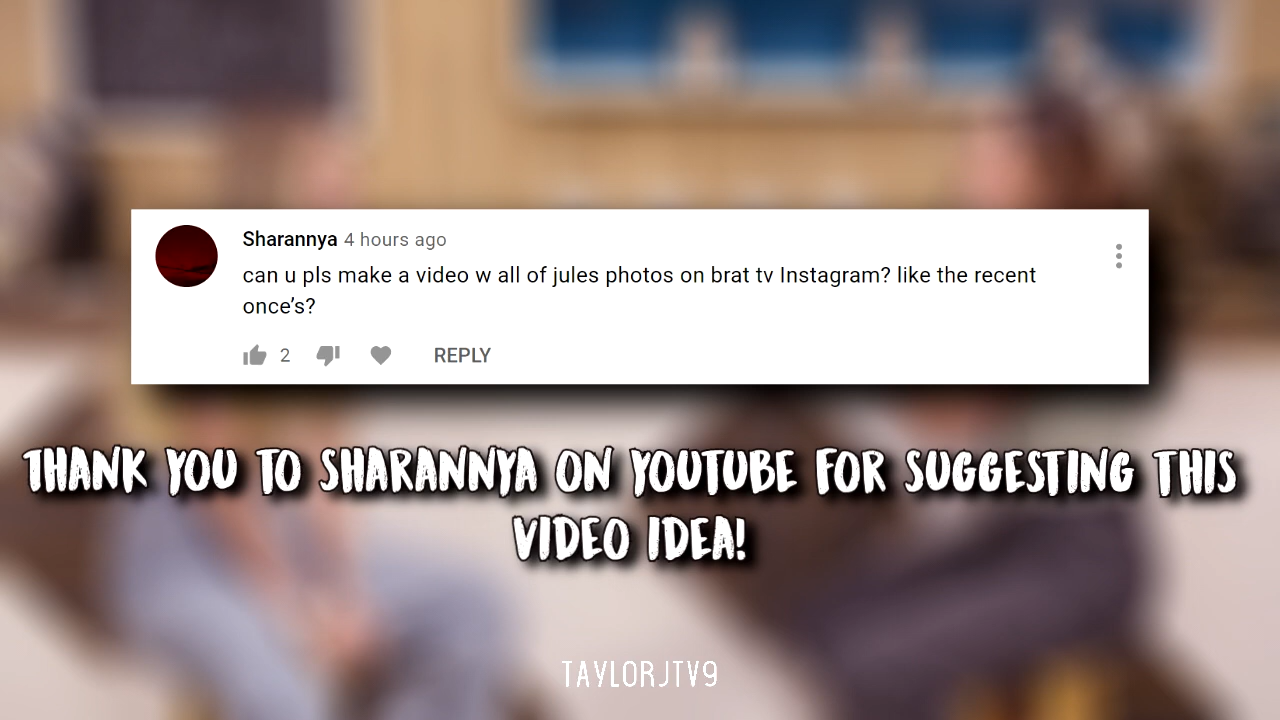 Sharannya 4 hours ago
can u pls make a video w all of jules photos on brat tv Instagram? like the recent
once’s?
2 REPLY
THANK YOU TO SHARANNYA ON YOUTUBE FOR SUGGESTING THIS
VIDEO IDEA!
TAYLORJTV9